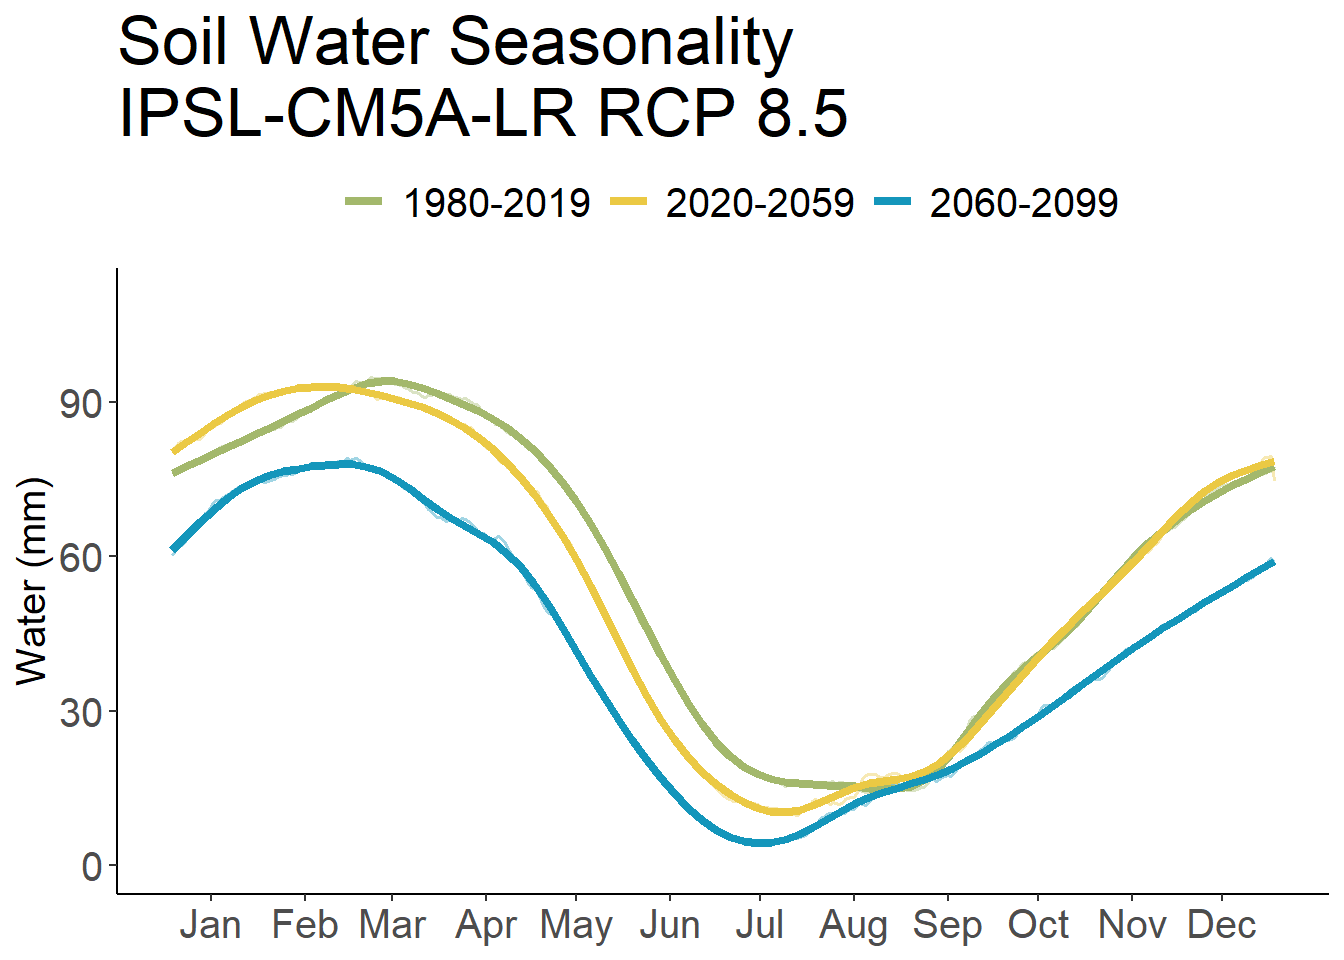 Soil Water Seasonality
IPSL-CM5A-LR RCP 8.5
1980-2019 2020-2059 2060-2099
Water (mm)
90
60
30
0
Jan Feb Mar Apr May Jun Jul Aug Sep Oct Nov Dec